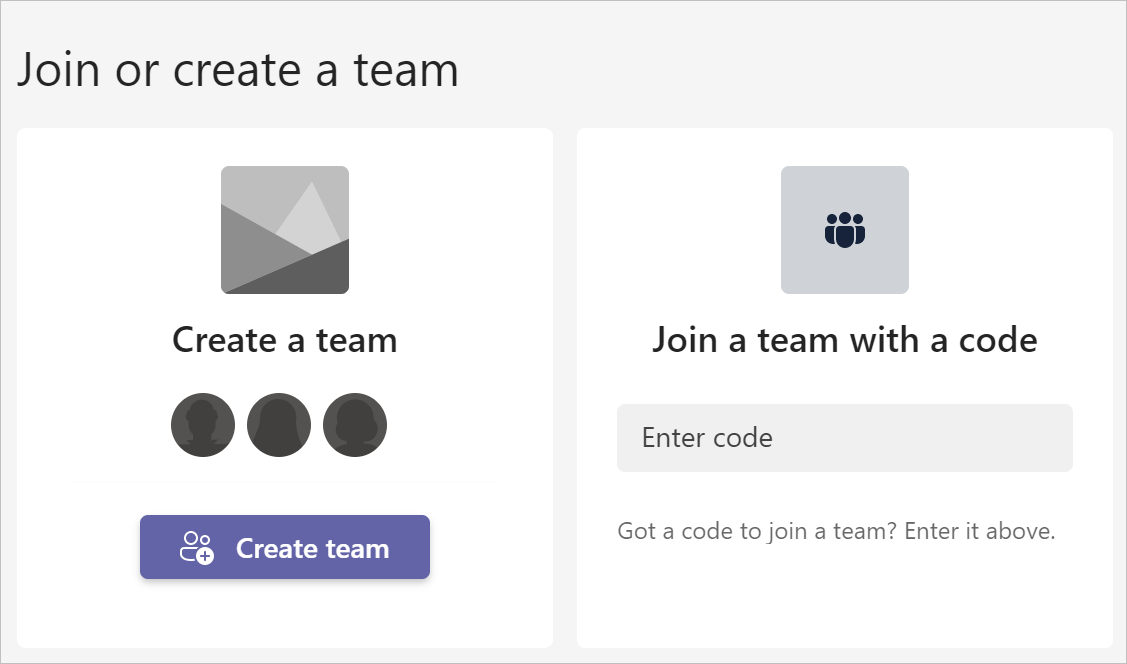 Join or create a team
Create a team
Create team
Join a team with a code
Enter code
Got a code to join a team? Enter it above.